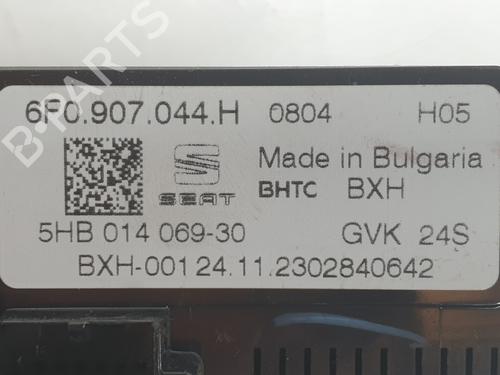 6F0.907.044.H 0804 H05
Made in Bulgaria
SEAT BHTC BXH
5HB 014 069-30 GVK 24S
BXH-001 24.11.2302840642
B-PARTS